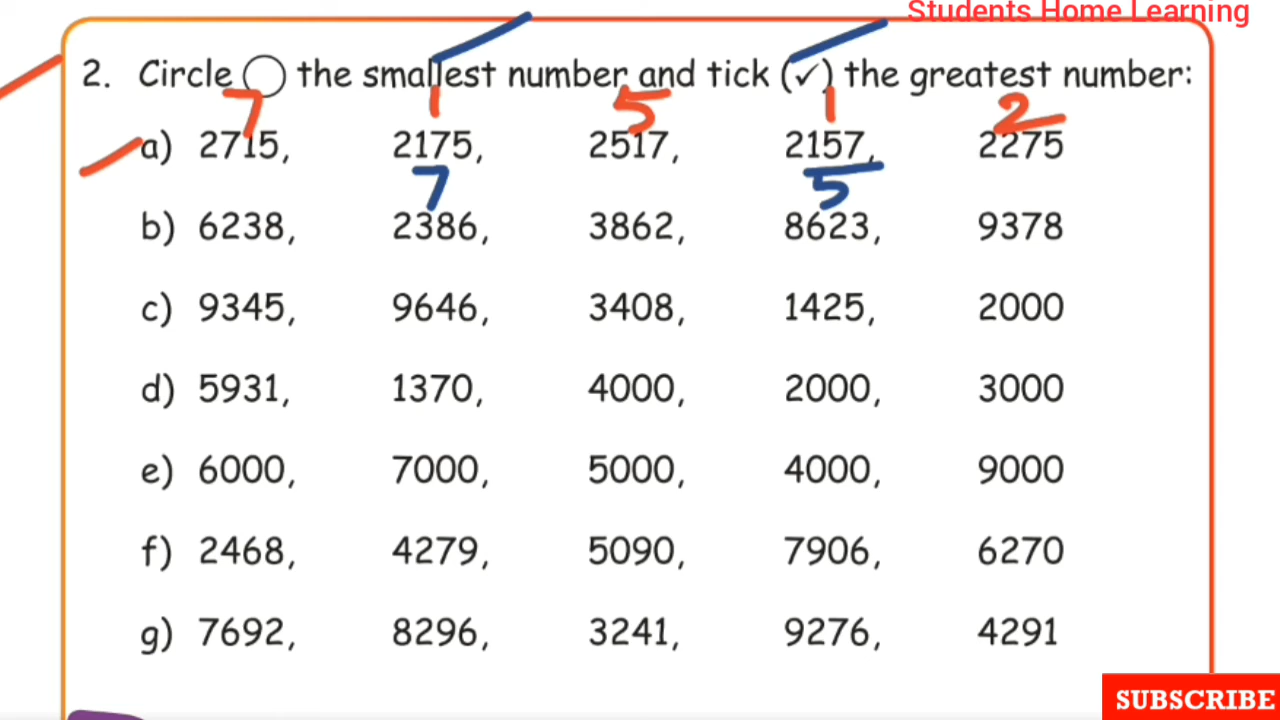 Students Home Learning
2. Circle ◯ the smallest number and tick (✓) the greatest number:
7 1 5 1 2
a) 2715, 2175, 2517, 2157, 2275
7 5
b) 6238, 2386, 3862, 8623, 9378
c) 9345, 9646, 3408, 1425, 2000
d) 5931, 1370, 4000, 2000, 3000
e) 6000, 7000, 5000, 4000, 9000
f) 2468, 4279, 5090, 7906, 6270
g) 7692, 8296, 3241, 9276, 4291
SUBSCRIBE